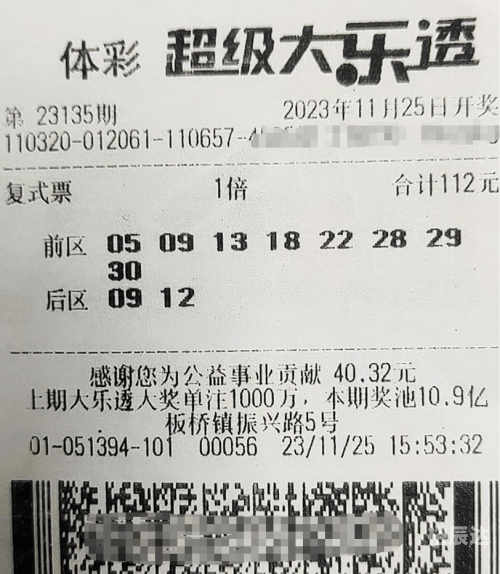 体彩 超级大乐透
第 23135期 2023年11月25日开奖
110320-012061-110657-
复式票 1倍 合计112元
前区 05 09 13 18 22 28 29
30
后区 09 12
感谢您为公益事业贡献 40.32元
上期大乐透大奖单注1000万，本期奖池10.9亿
板桥镇振兴路5号
01-051394-101 00056 23/11/25 15:53:32